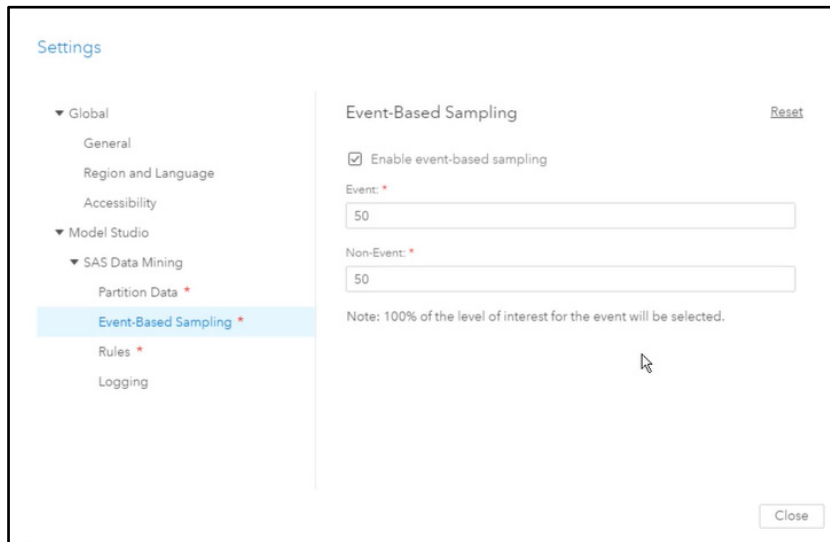 Settings
Global
General
Region and Language
Accessibility
Model Studio
SAS Data Mining
Partition Data *
Event-Based Sampling *
Rules *
Logging
Event-Based Sampling
Reset
Enable event-based sampling
Event: *
50
Non-Event: *
50
Note: 100% of the level of interest for the event will be selected.
Close